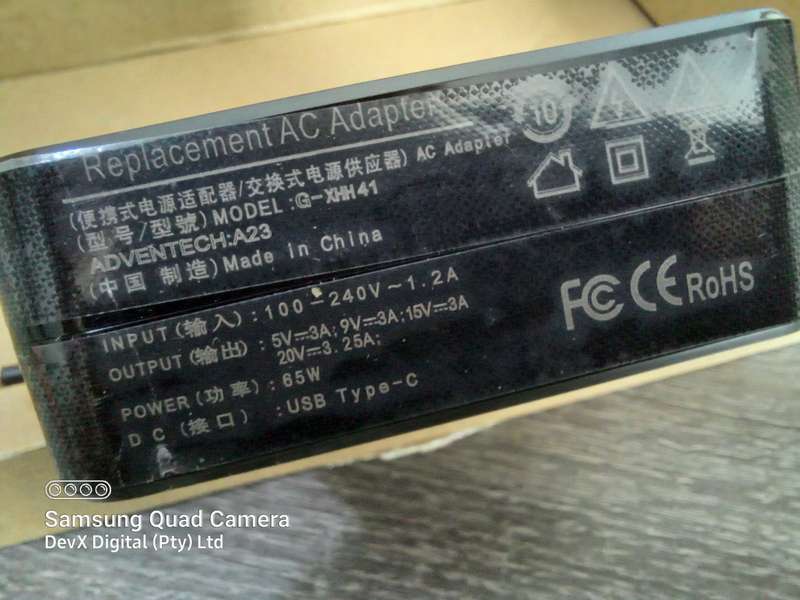 Replacement AC Adapter
(便携式电源适配器/交换式电源供应器) AC Adapter
(型号/型號) MODEL:G-XHH41
ADVENTECH:A23
(中国 制造) Made in China
10
INPUT(输入) : 100-240V~1.2A
OUTPUT(输出) : 5V⎓3A;9V⎓3A;15V⎓3A
20V⎓3.25A;
POWER(功率) : 65W
DC(接口) : USB Type-C
FC CE RoHS
Samsung Quad Camera
DevX Digital (Pty) Ltd